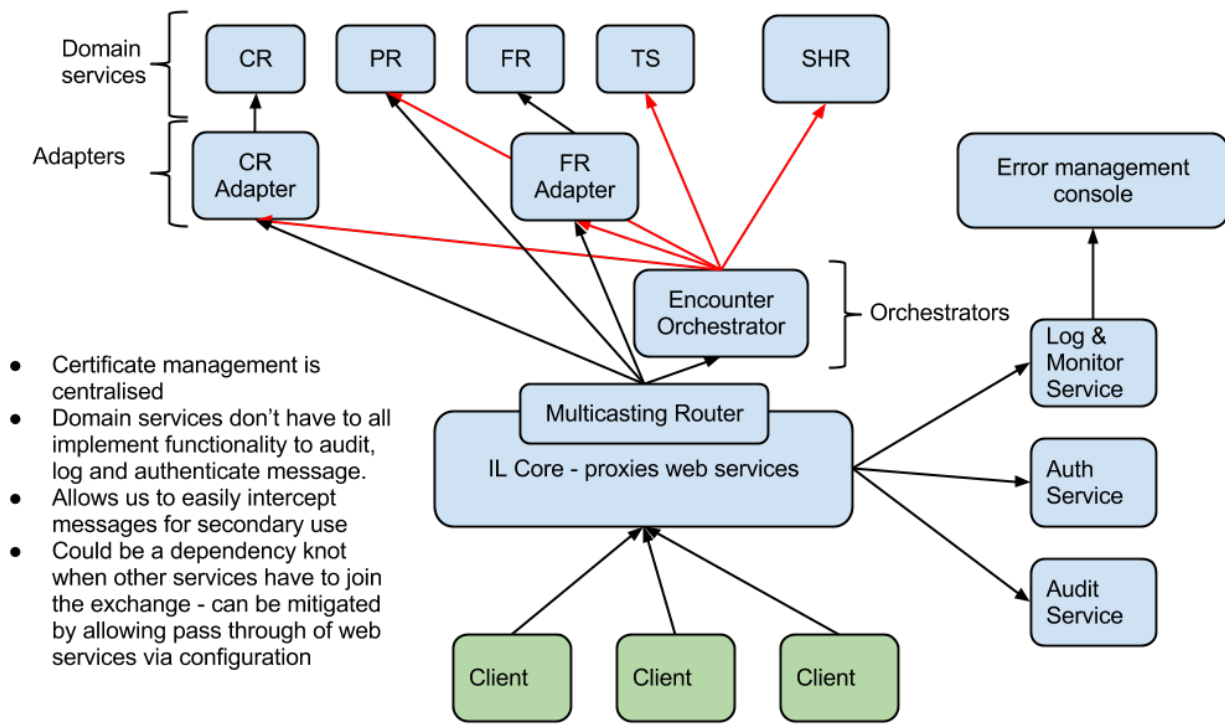 Domain
services
CR
PR
FR
TS
SHR
Adapters
CR
Adapter
FR
Adapter
Error management
console
Encounter
Orchestrator
Orchestrators
Log &
Monitor
Service
● Certificate management is
centralised
● Domain services don’t have to all
implement functionality to audit,
log and authenticate message.
● Allows us to easily intercept
messages for secondary use
● Could be a dependency knot
when other services have to join
the exchange - can be mitigated
by allowing pass through of web
services via configuration
Multicasting Router
IL Core - proxies web services
Auth
Service
Audit
Service
Client
Client
Client